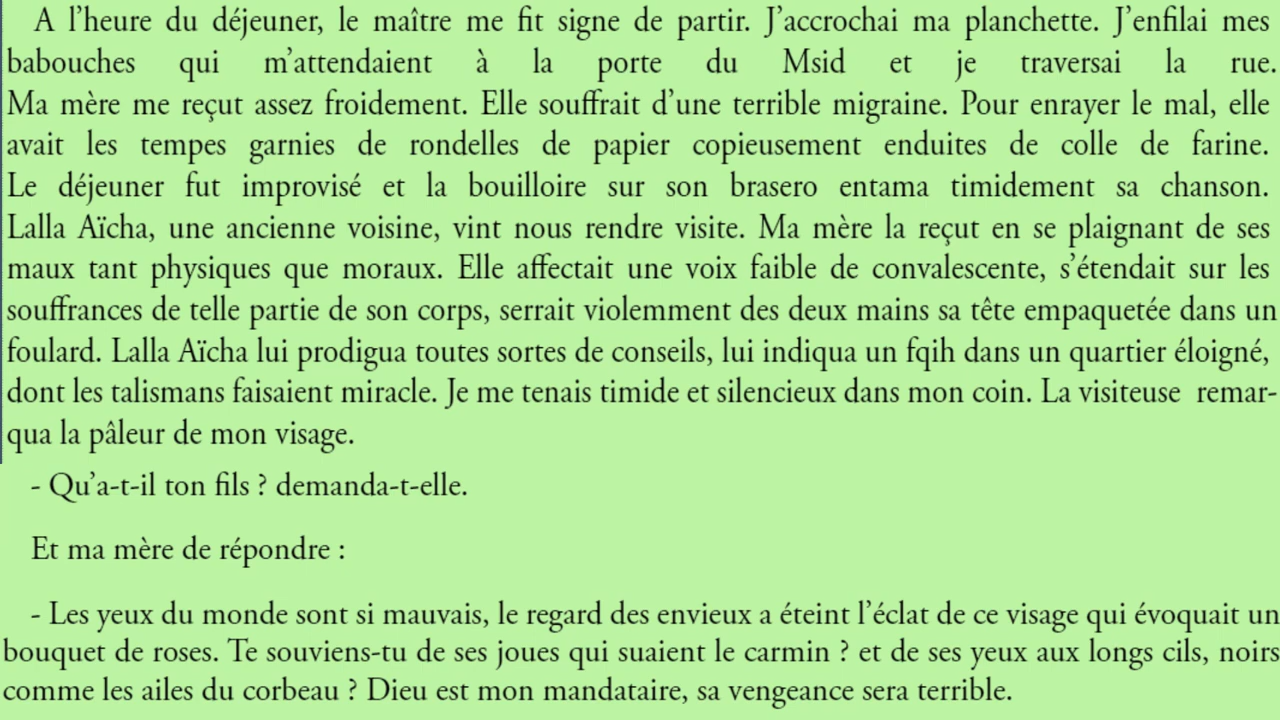 A l’heure du déjeuner, le maître me fit signe de partir. J’accrochai ma planchette. J’enfilai mes
babouches qui m’attendaient à la porte du Msid et je traversai la rue.
Ma mère me reçut assez froidement. Elle souffrait d’une terrible migraine. Pour enrayer le mal, elle
avait les tempes garnies de rondelles de papier copieusement enduites de colle de farine.
Le déjeuner fut improvisé et la bouilloire sur son brasero entama timidement sa chanson.
Lalla Aïcha, une ancienne voisine, vint nous rendre visite. Ma mère la reçut en se plaignant de ses
maux tant physiques que moraux. Elle affectait une voix faible de convalescente, s’étendait sur les
souffrances de telle partie de son corps, serrait violemment des deux mains sa tête empaquetée dans un
foulard. Lalla Aïcha lui prodigua toutes sortes de conseils, lui indiqua un fqih dans un quartier éloigné,
dont les talismans faisaient miracle. Je me tenais timide et silencieux dans mon coin. La visiteuse remar-
qua la pâleur de mon visage.
- Qu’a-t-il ton fils ? demanda-t-elle.
Et ma mère de répondre :
- Les yeux du monde sont si mauvais, le regard des envieux a éteint l’éclat de ce visage qui évoquait un
bouquet de roses. Te souviens-tu de ses joues qui suaient le carmin ? et de ses yeux aux longs cils, noirs
comme les ailes du corbeau ? Dieu est mon mandataire, sa vengeance sera terrible.